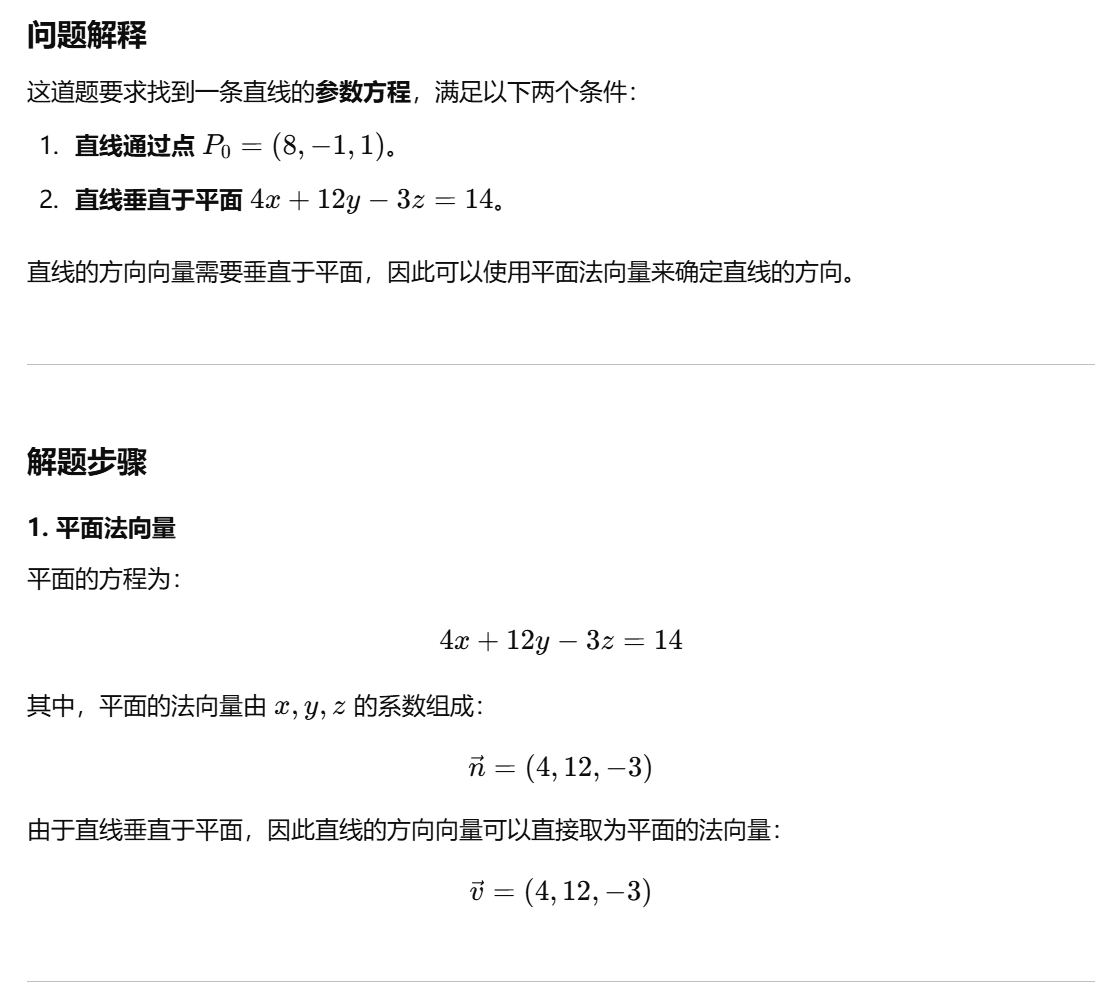 问题解释
这道题要求找到一条直线的参数方程，满足以下两个条件：
1. 直线通过点 P₀ = (8, −1, 1)。
2. 直线垂直于平面 4x + 12y − 3z = 14。
直线的方向向量需要垂直于平面，因此可以使用平面法向量来确定直线的方向。
解题步骤
1. 平面法向量
平面的方程为：
4x + 12y − 3z = 14
其中，平面的法向量由 x, y, z 的系数组成：
n⃗ = (4, 12, −3)
由于直线垂直于平面，因此直线的方向向量可以直接取为平面的法向量：
v⃗ = (4, 12, −3)